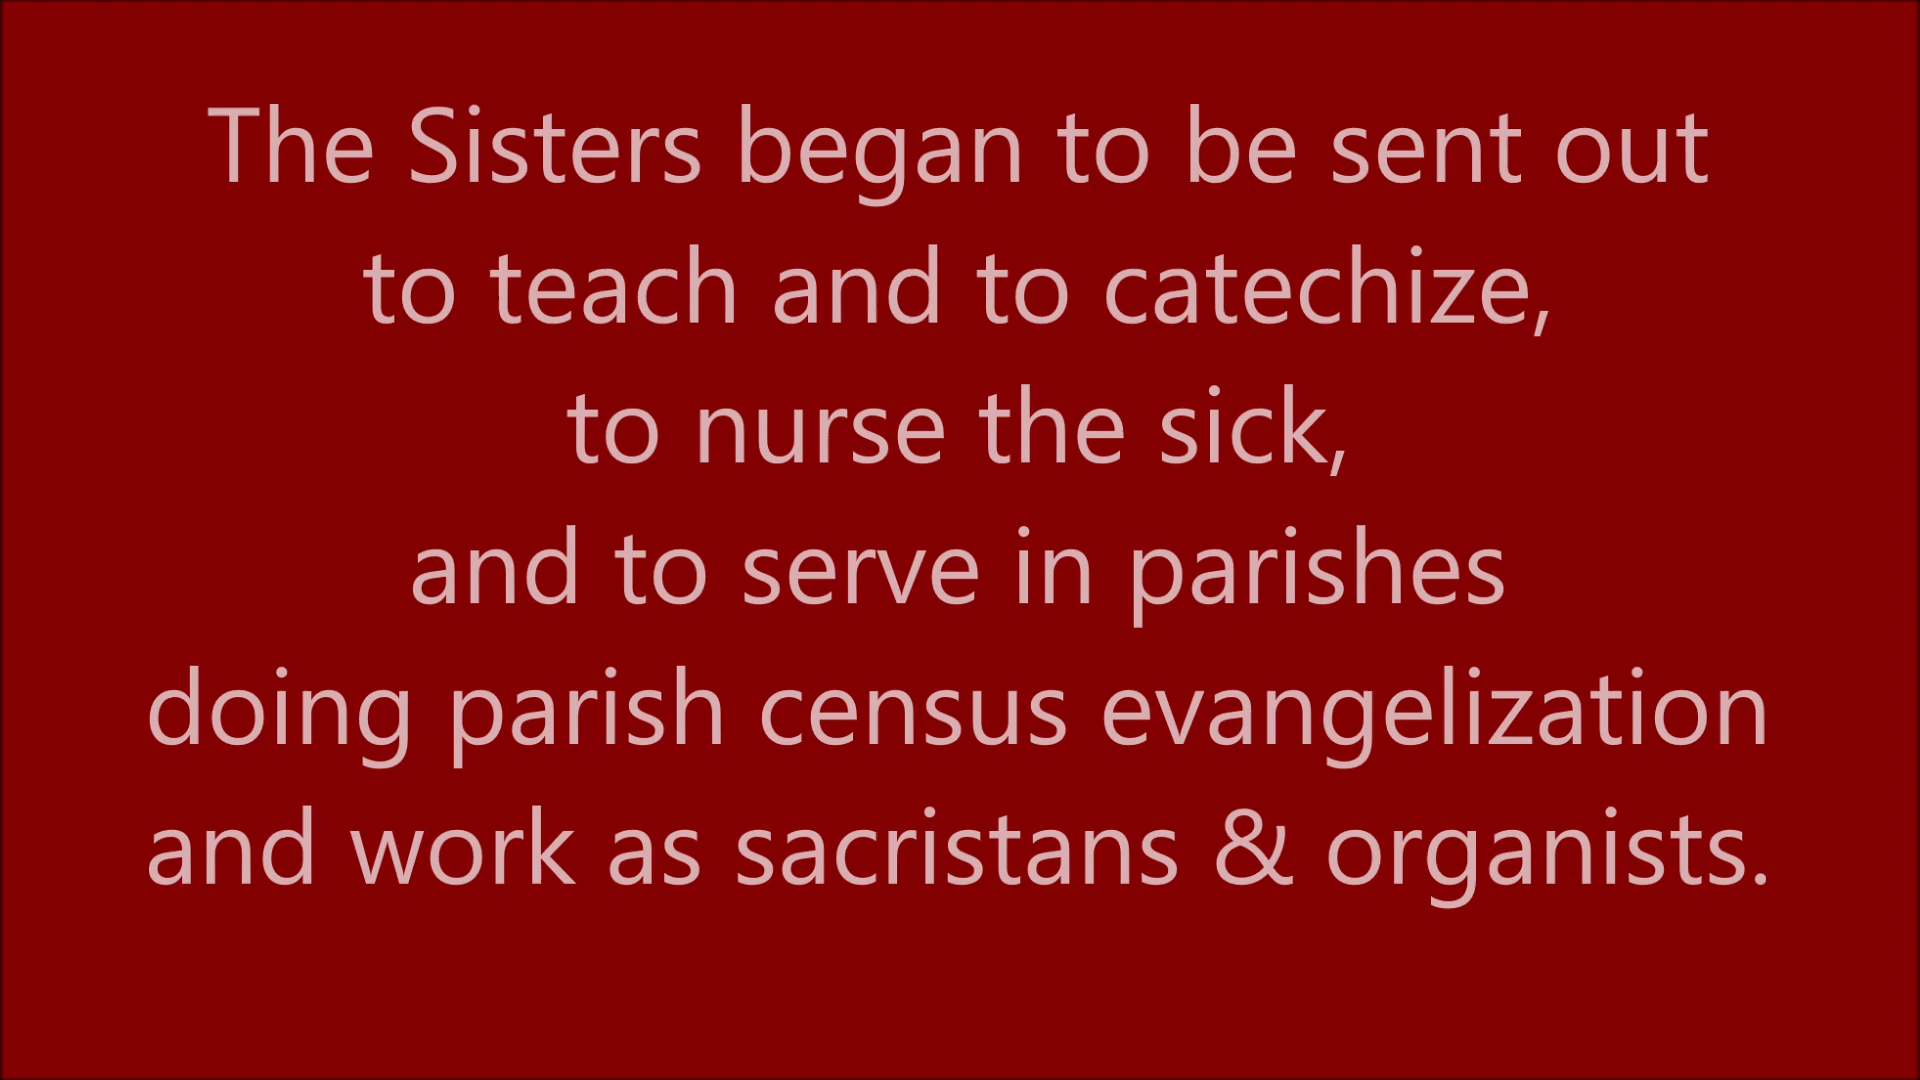 The Sisters began to be sent out
to teach and to catechize,
to nurse the sick,
and to serve in parishes
doing parish census evangelization
and work as sacristans & organists.